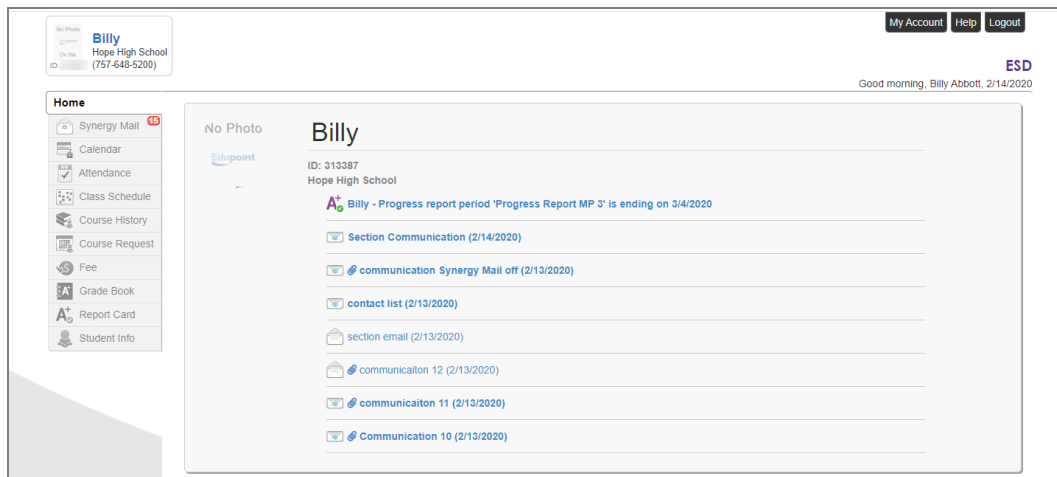 My Account Help Logout
No Photo
On file
ID:
Billy
Hope High School
(757-648-5200)
ESD
Good morning, Billy Abbott, 2/14/2020
Home
Synergy Mail 15
Calendar
Attendance
Class Schedule
Course History
Course Request
Fee
Grade Book
Report Card
Student Info
No Photo
Edupoint
Billy
ID: 313387
Hope High School
A+ Billy - Progress report period 'Progress Report MP 3' is ending on 3/4/2020
Section Communication (2/14/2020)
communication Synergy Mail off (2/13/2020)
contact list (2/13/2020)
section email (2/13/2020)
communicaiton 12 (2/13/2020)
communicaiton 11 (2/13/2020)
Communication 10 (2/13/2020)